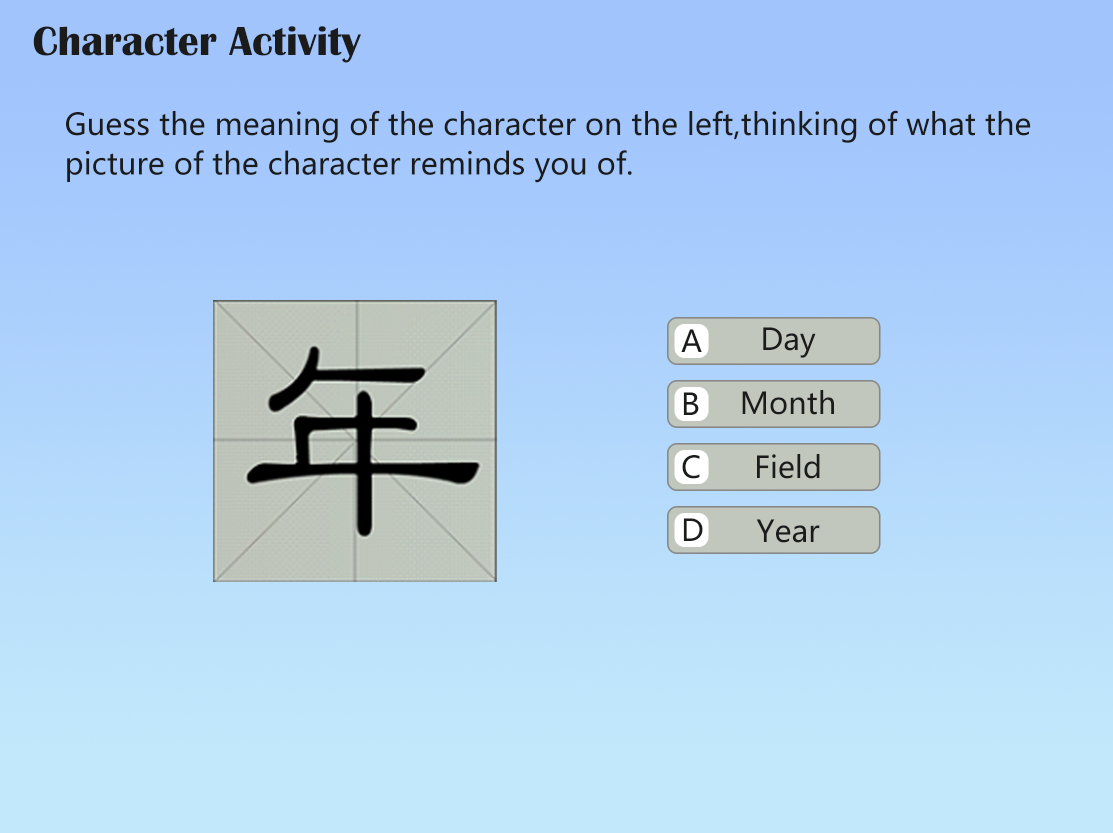 Character Activity
Guess the meaning of the character on the left,thinking of what the
picture of the character reminds you of.
年
A Day
B Month
C Field
D Year